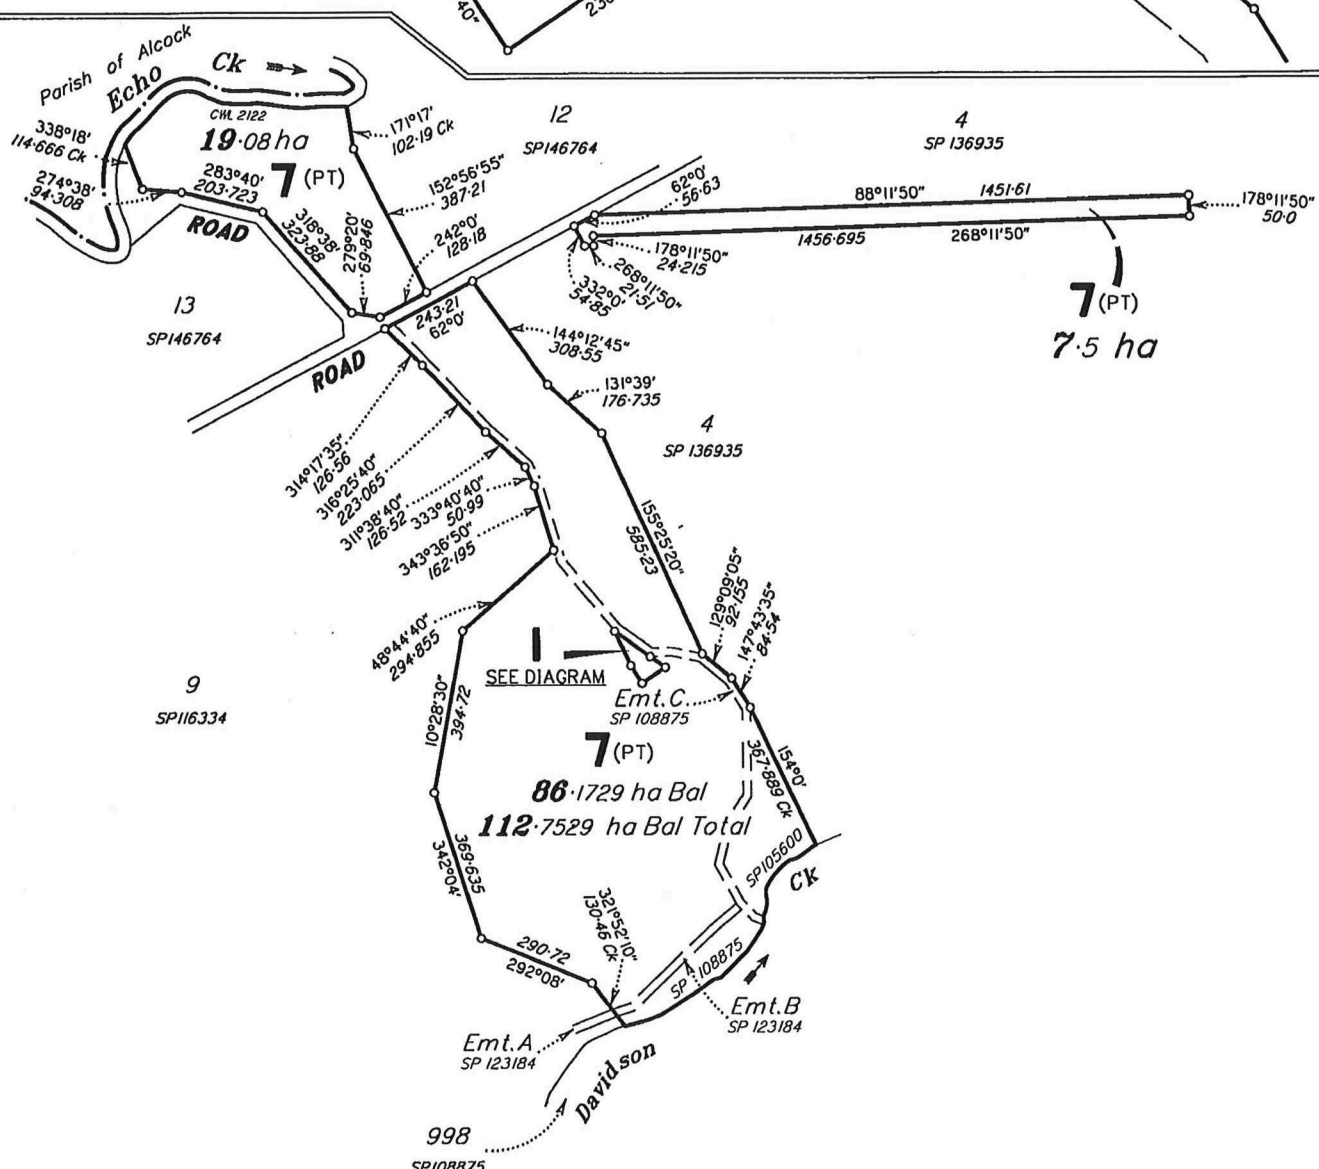 40"
230
Parish of Alcock
Echo Ck
CWL 2122
19·08 ha
7 (PT)
338°18'
114·666 Ck
274°38'
94·308
283°40'
203·723
ROAD
318°38'
323·88
279°20'
69·846
242°0'
128·18
171°17'
102·19 Ck
152°56'55"
387·21
12
SP146764
4
SP 136935
62°0'
56·63
88°11'50"
1451·61
178°11'50"
50·0
1456·695
268°11'50"
178°11'50"
24·215
268°11'50"
21·51
332°0'
54·85
7 (PT)
7·5 ha
13
SP146764
243·21
62°0'
ROAD
144°12'45"
308·55
131°39'
176·735
4
SP 136935
314°17'35"
126·56
316°25'40"
223·065
311°38'40"
126·52
333°40'40"
50·99
343°36'50"
162·195
155°25'20"
585·23
129°09'05"
92·155
147°43'35"
84·54
48°44'40"
294·855
1
SEE DIAGRAM
Emt.C
SP 108875
9
SP116334
10°28'30"
394·72
7 (PT)
86·1729 ha Bal
112·7529 ha Bal Total
154°0'
367·889 Ck
369·635
342°04'
SP105600
Ck
321°52'10"
130·46 Ck
290·72
292°08'
SP 108875
Emt.B
SP 123184
Emt.A
SP 123184
Davidson
998
SP108875